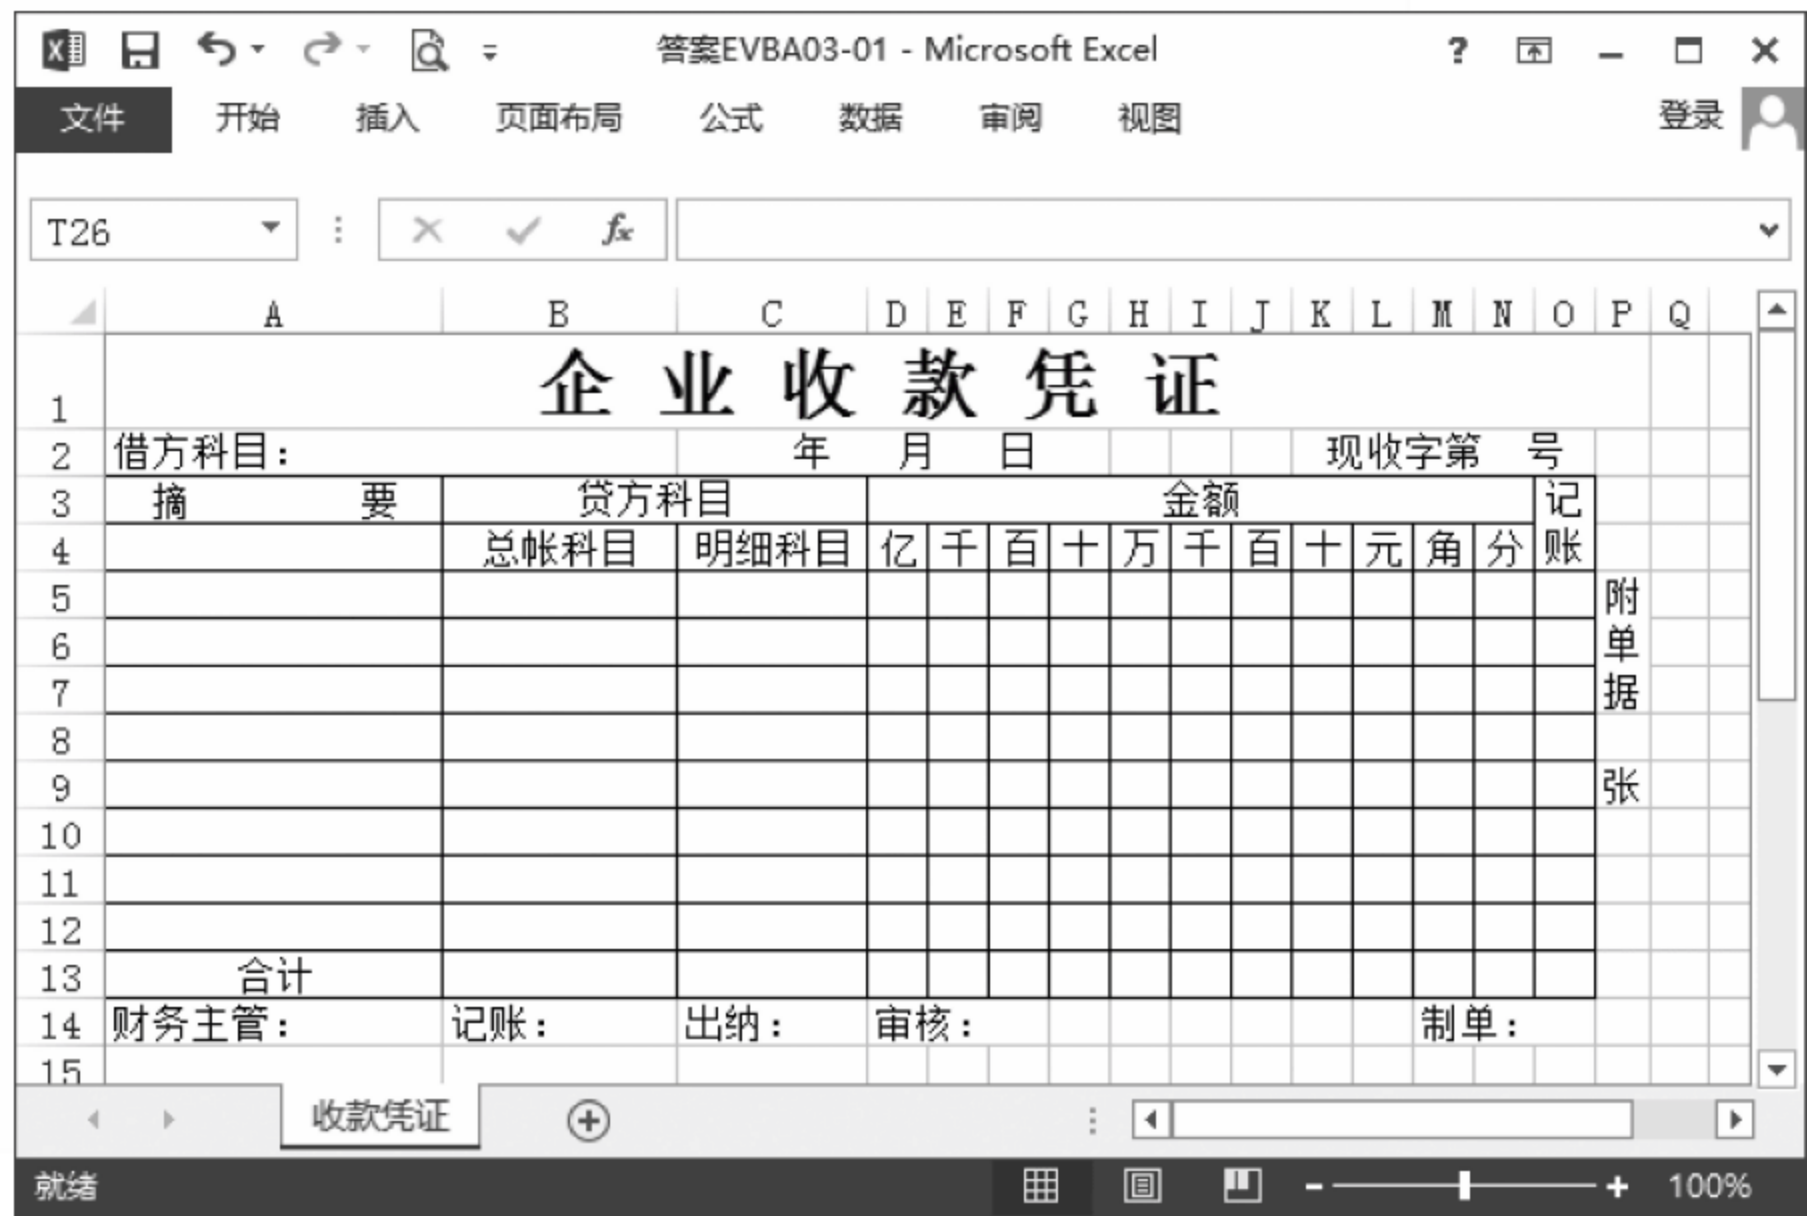 答案EVBA03-01 - Microsoft Excel ?
文件 开始 插入 页面布局 公式 数据 审阅 视图 登录
T26 fx
A B C D E F G H I J K L M N O P Q
1 企 业 收 款 凭 证
2 借方科目： 年 月 日 现收字第 号
3 摘 要 贷方科目 金额 记
4 总帐科目 明细科目 亿 千 百 十 万 千 百 十 元 角 分 账
5 附
6 单
7 据
8
9 张
10
11
12
13 合计
14 财务主管： 记账： 出纳： 审核： 制单：
15
收款凭证
就绪 100%